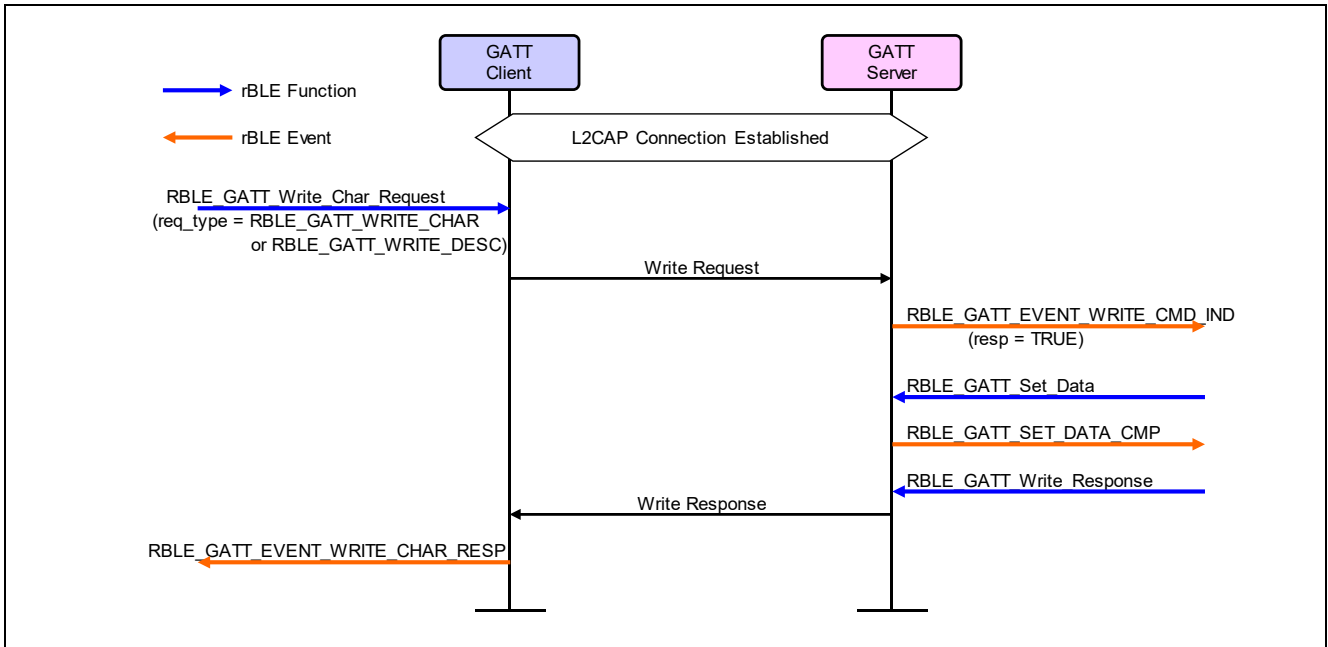 GATT
Client
GATT
Server
rBLE Function
rBLE Event
L2CAP Connection Established
RBLE_GATT_Write_Char_Request
(req_type = RBLE_GATT_WRITE_CHAR
or RBLE_GATT_WRITE_DESC)
Write Request
RBLE_GATT_EVENT_WRITE_CMD_IND
(resp = TRUE)
RBLE_GATT_Set_Data
RBLE_GATT_SET_DATA_CMP
RBLE_GATT_Write_Response
Write Response
RBLE_GATT_EVENT_WRITE_CHAR_RESP